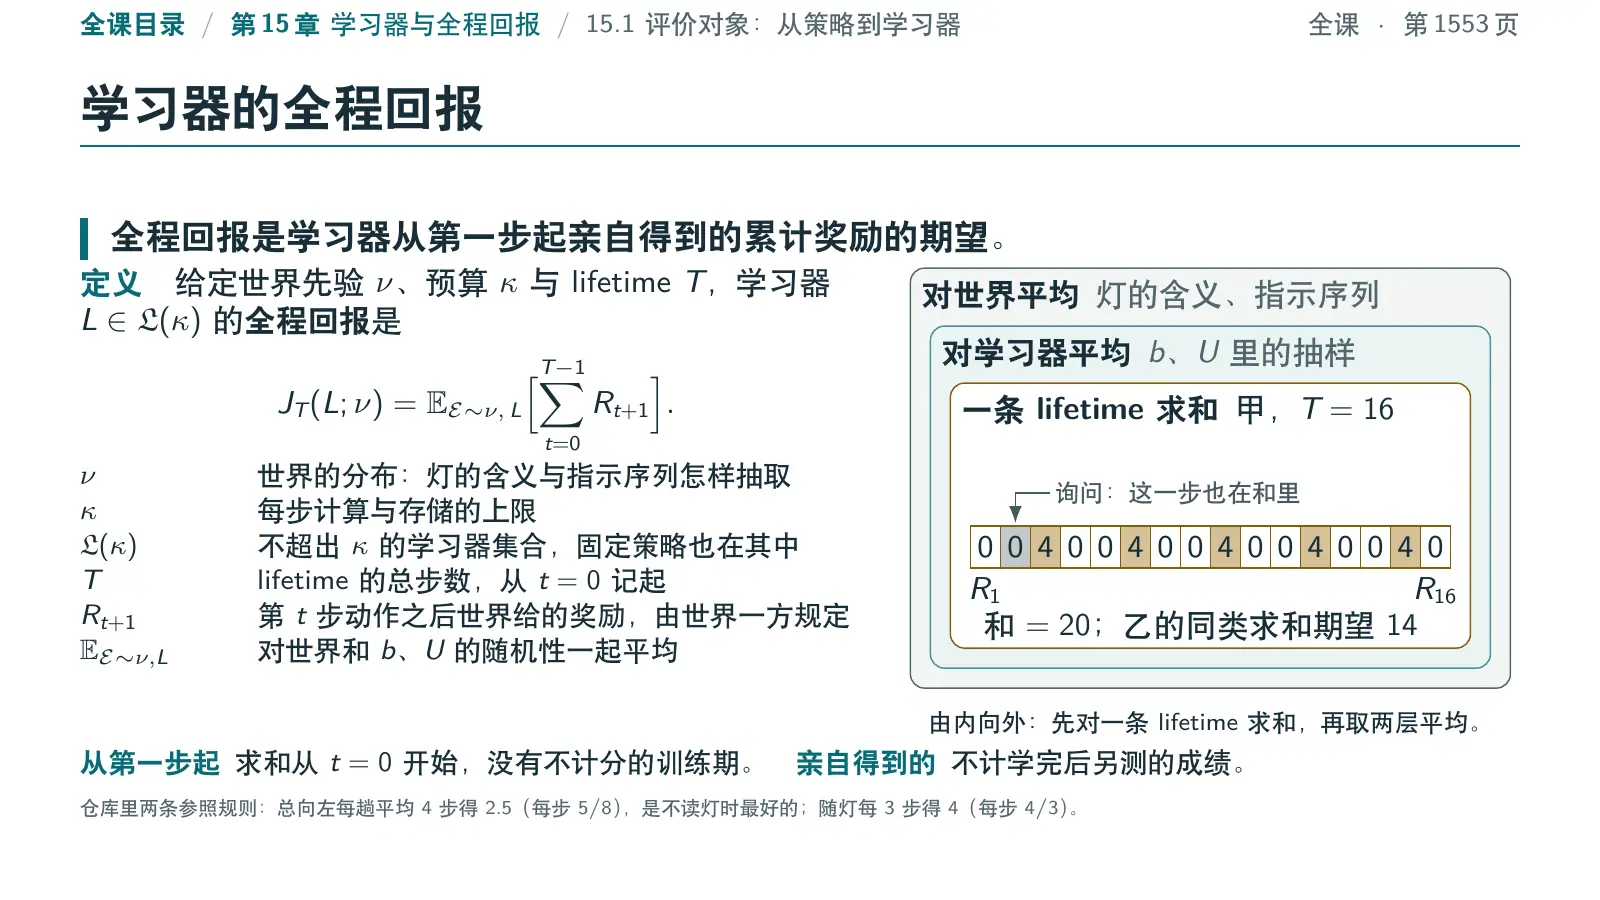 全课目录 / 第 15 章 学习器与全程回报 / 15.1 评价对象：从策略到学习器
全课 · 第 1553 页
学习器的全程回报
全程回报是学习器从第一步起亲自得到的累计奖励的期望。
定义 给定世界先验 ν、预算 κ 与 lifetime T，学习器
L ∈ 𝔏(κ) 的全程回报是
J_T(L; ν) = 𝔼_{ℰ∼ν, L}[∑_{t=0}^{T−1} R_{t+1}].
ν 世界的分布：灯的含义与指示序列怎样抽取
κ 每步计算与存储的上限
𝔏(κ) 不超出 κ 的学习器集合，固定策略也在其中
T lifetime 的总步数，从 t = 0 记起
R_{t+1} 第 t 步动作之后世界给的奖励，由世界一方规定
𝔼_{ℰ∼ν,L} 对世界和 b、U 的随机性一起平均
对世界平均 灯的含义、指示序列
对学习器平均 b、U 里的抽样
一条 lifetime 求和 甲，T = 16
询问：这一步也在和里
0 0 4 0 0 4 0 0 4 0 0 4 0 0 4 0
R_1 R_16
和 = 20；乙的同类求和期望 14
由内向外：先对一条 lifetime 求和，再取两层平均。
从第一步起 求和从 t = 0 开始，没有不计分的训练期。 亲自得到的 不计学完后另测的成绩。
仓库里两条参照规则：总向左每趟平均 4 步得 2.5（每步 5/8），是不读灯时最好的；随灯每 3 步得 4（每步 4/3）。